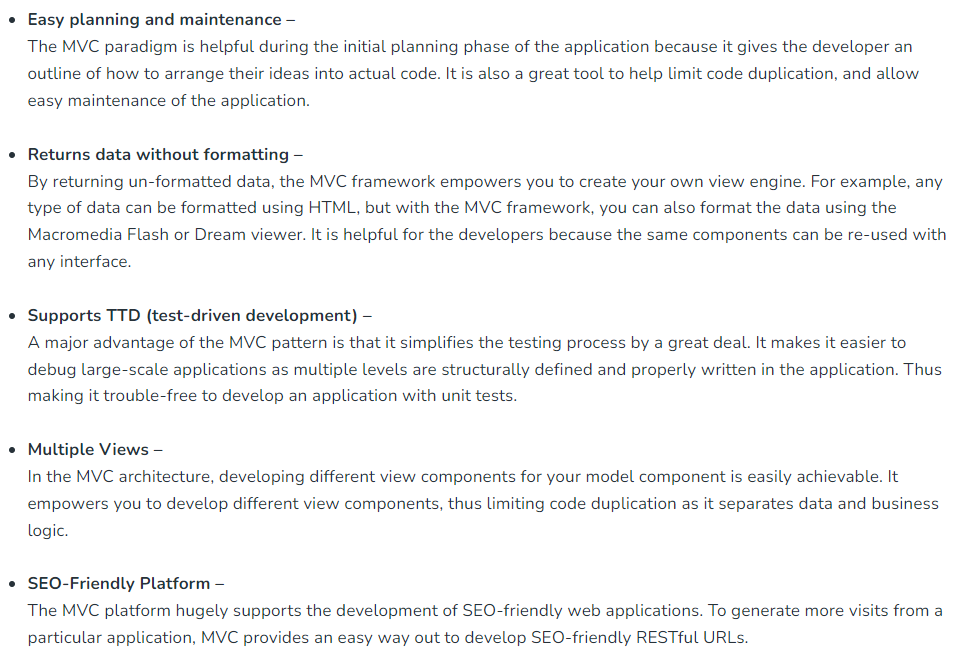 • Easy planning and maintenance –
The MVC paradigm is helpful during the initial planning phase of the application because it gives the developer an
outline of how to arrange their ideas into actual code. It is also a great tool to help limit code duplication, and allow
easy maintenance of the application.
• Returns data without formatting –
By returning un-formatted data, the MVC framework empowers you to create your own view engine. For example, any
type of data can be formatted using HTML, but with the MVC framework, you can also format the data using the
Macromedia Flash or Dream viewer. It is helpful for the developers because the same components can be re-used with
any interface.
• Supports TTD (test-driven development) –
A major advantage of the MVC pattern is that it simplifies the testing process by a great deal. It makes it easier to
debug large-scale applications as multiple levels are structurally defined and properly written in the application. Thus
making it trouble-free to develop an application with unit tests.
• Multiple Views –
In the MVC architecture, developing different view components for your model component is easily achievable. It
empowers you to develop different view components, thus limiting code duplication as it separates data and business
logic.
• SEO-Friendly Platform –
The MVC platform hugely supports the development of SEO-friendly web applications. To generate more visits from a
particular application, MVC provides an easy way out to develop SEO-friendly RESTful URLs.